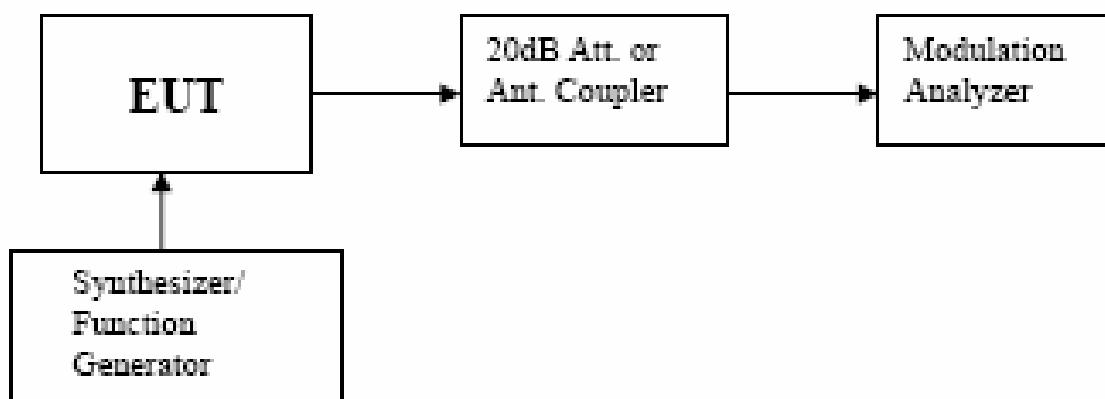 EUT
20dB Att. or
Ant. Coupler
Modulation
Analyzer
Synthesizer/
Function
Generator